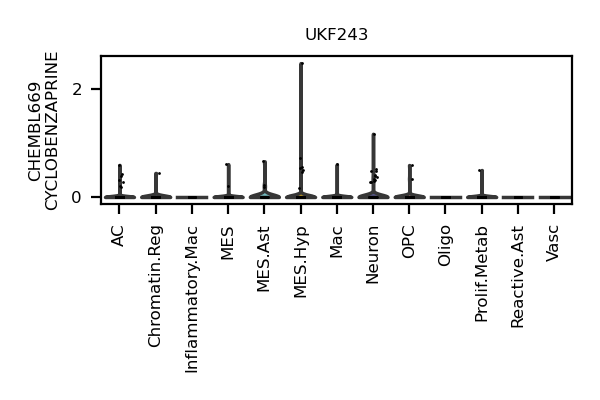 UKF243
CHEMBL669
CYCLOBENZAPRINE
2
0
AC
Chromatin.Reg
Inflammatory.Mac
MES
MES.Ast
MES.Hyp
Mac
Neuron
OPC
Oligo
Prolif.Metab
Reactive.Ast
Vasc